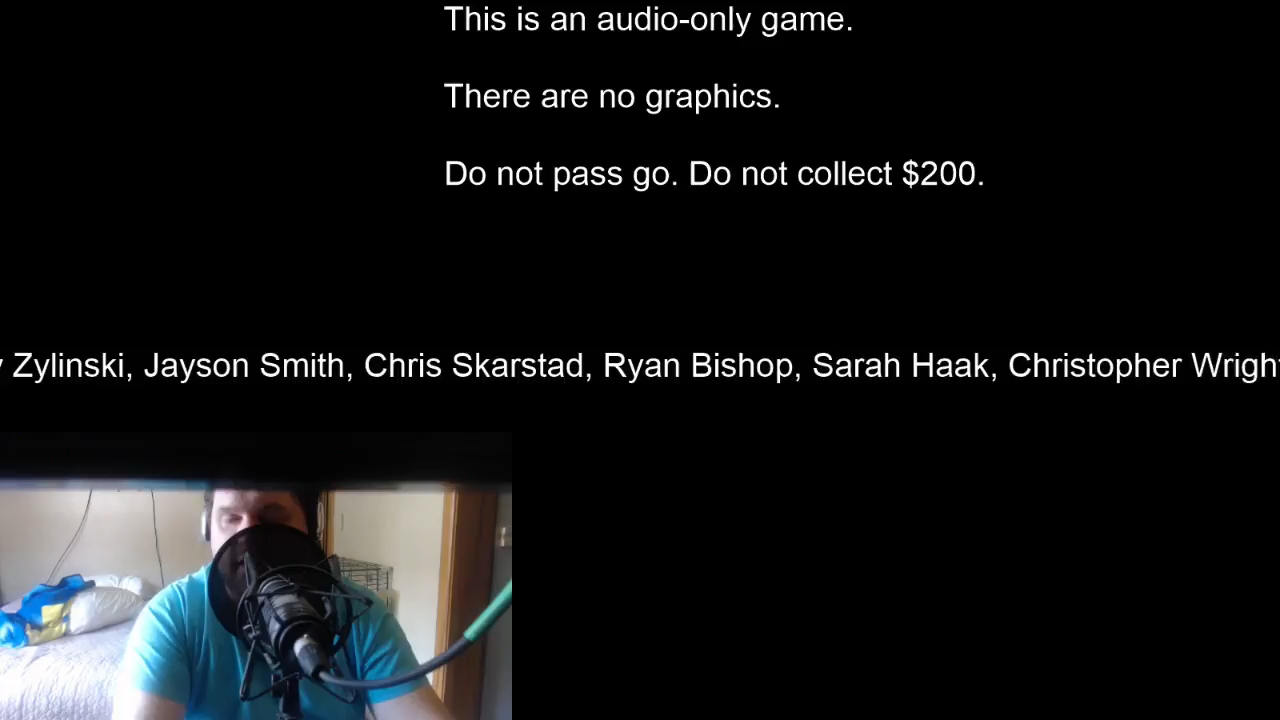 This is an audio-only game.
There are no graphics.
Do not pass go. Do not collect $200.
Zylinski, Jayson Smith, Chris Skarstad, Ryan Bishop, Sarah Haak, Christopher Wright